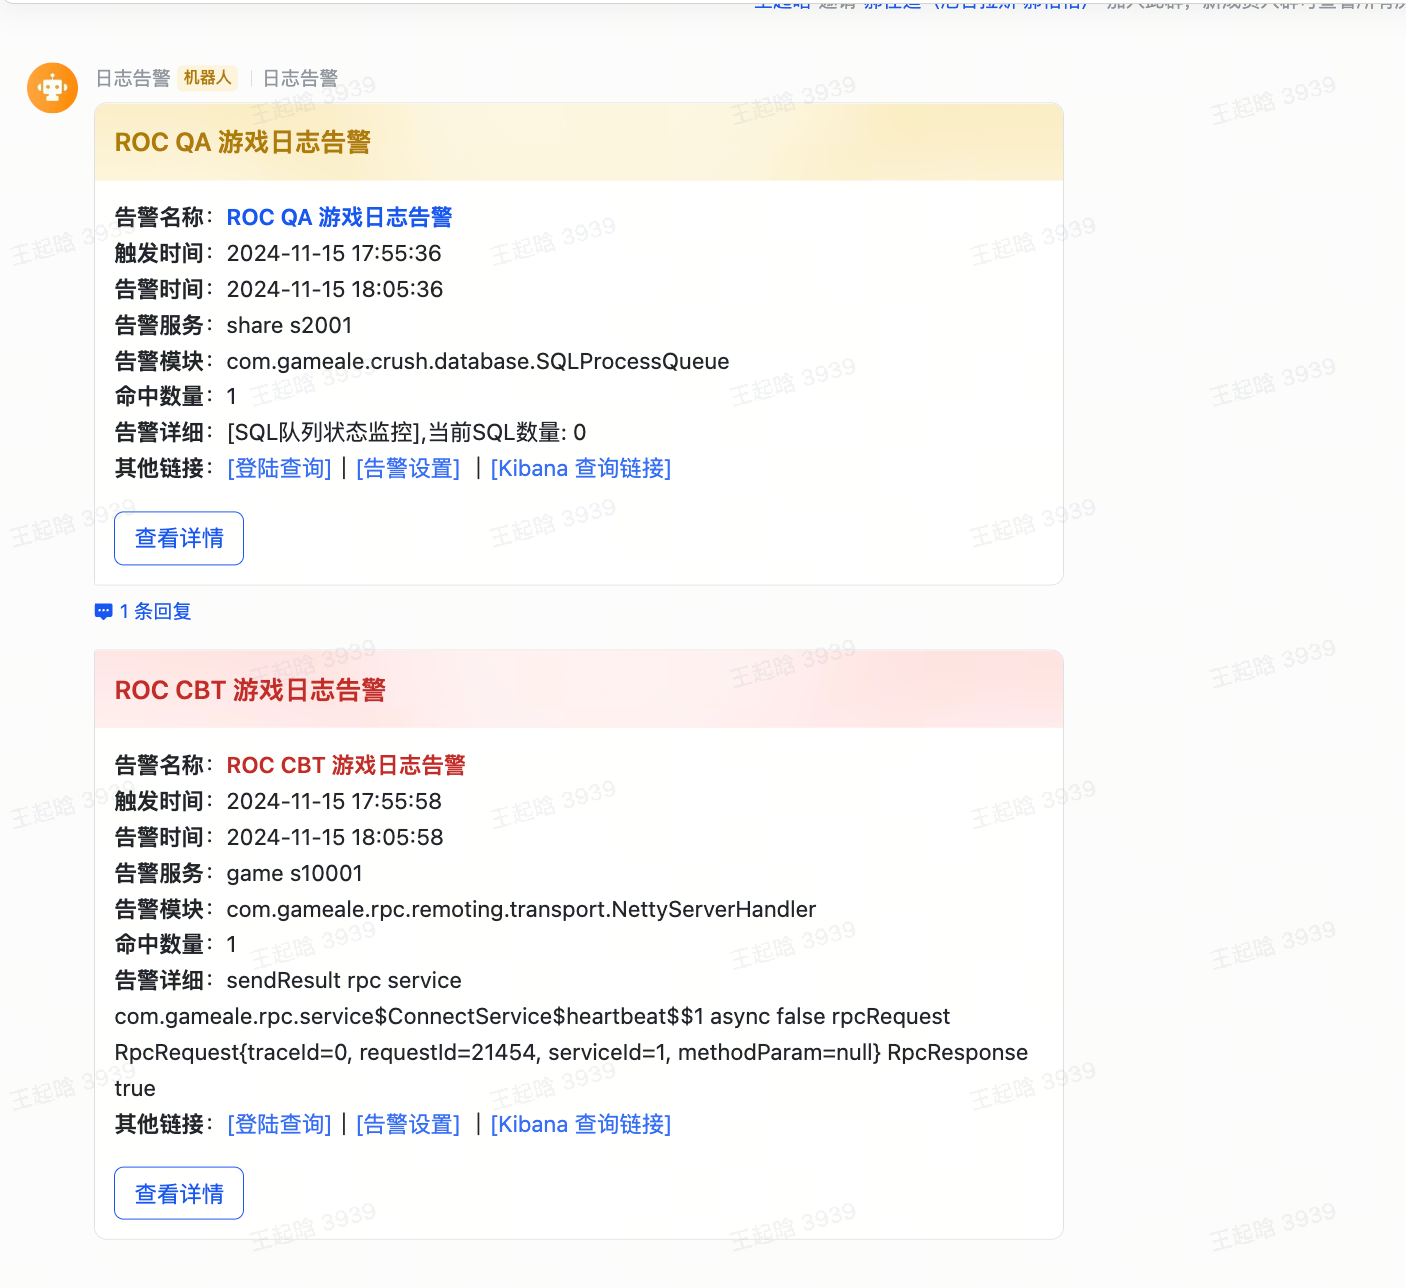 日志告警 机器人 | 日志告警
ROC QA 游戏日志告警
告警名称：ROC QA 游戏日志告警
触发时间：2024-11-15 17:55:36
告警时间：2024-11-15 18:05:36
告警服务：share s2001
告警模块：com.gameale.crush.database.SQLProcessQueue
命中数量：1
告警详细：[SQL队列状态监控],当前SQL数量: 0
其他链接：[登陆查询] | [告警设置] | [Kibana 查询链接]
查看详情
1 条回复
ROC CBT 游戏日志告警
告警名称：ROC CBT 游戏日志告警
触发时间：2024-11-15 17:55:58
告警时间：2024-11-15 18:05:58
告警服务：game s10001
告警模块：com.gameale.rpc.remoting.transport.NettyServerHandler
命中数量：1
告警详细：sendResult rpc service
com.gameale.rpc.service$ConnectService$heartbeat$$1 async false rpcRequest
RpcRequest{traceId=0, requestId=21454, serviceId=1, methodParam=null} RpcResponse
true
其他链接：[登陆查询] | [告警设置] | [Kibana 查询链接]
查看详情
王起晗 3939